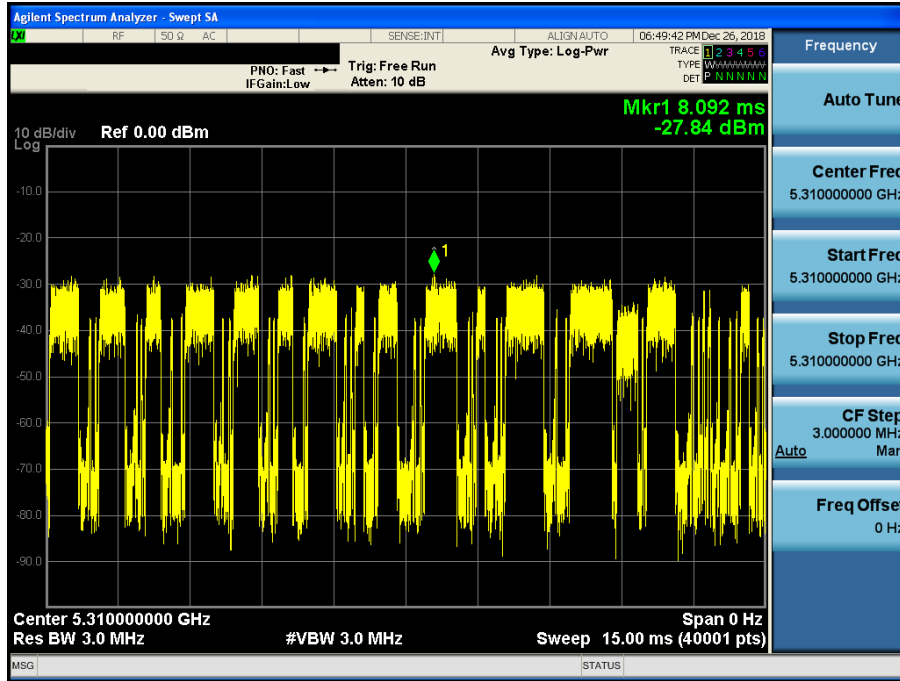 Agilent Spectrum Analyzer - Swept SA
LXI RF 50 Ω AC SENSE:INT ALIGN AUTO 06:49:42 PM Dec 26, 2018
Avg Type: Log-Pwr TRACE 1 2 3 4 5 6
PNO: Fast Trig: Free Run TYPE WWWWWW
IFGain:Low Atten: 10 dB DET P N N N N N
Mkr1 8.092 ms
-27.84 dBm
10 dB/div Ref 0.00 dBm
Log
-10.0
-20.0
1
-30.0
-40.0
-50.0
-60.0
-70.0
-80.0
-90.0
Center 5.310000000 GHz Span 0 Hz
Res BW 3.0 MHz #VBW 3.0 MHz Sweep 15.00 ms (40001 pts)
MSG STATUS
Frequency
Auto Tune
Center Freq
5.310000000 GHz
Start Freq
5.310000000 GHz
Stop Freq
5.310000000 GHz
CF Step
3.000000 MHz
Auto Man
Freq Offset
0 Hz